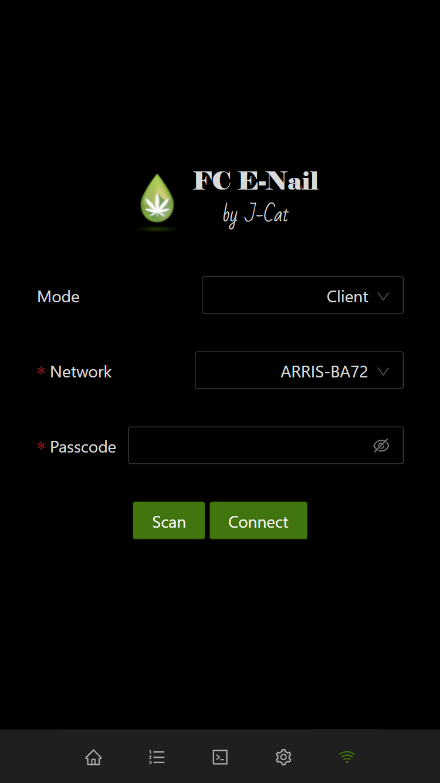 FC E-Nail
by J-Cat
Mode Client
* Network ARRIS-BA72
* Passcode
Scan Connect